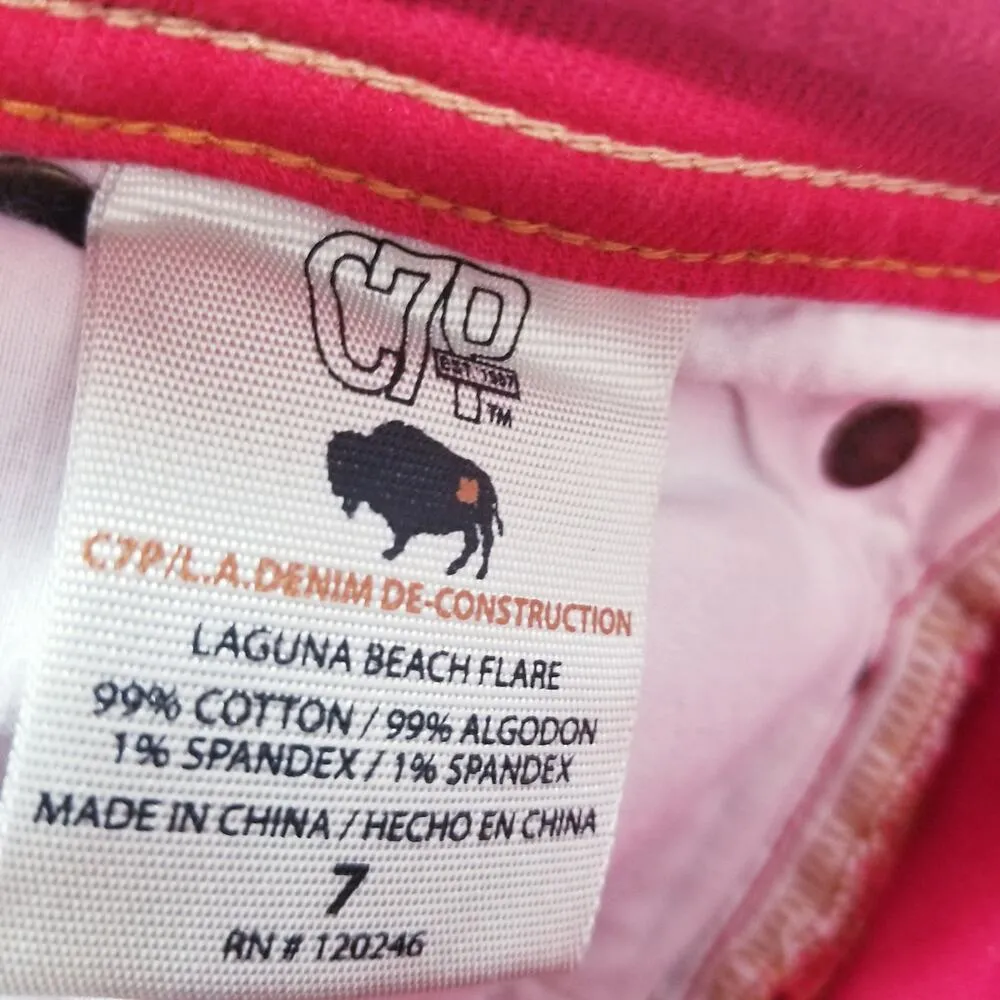 C7P
EST. 1997
TM
C7P/L.A.DENIM DE-CONSTRUCTION
LAGUNA BEACH FLARE
99% COTTON / 99% ALGODON
1% SPANDEX / 1% SPANDEX
MADE IN CHINA / HECHO EN CHINA
7
RN # 120246